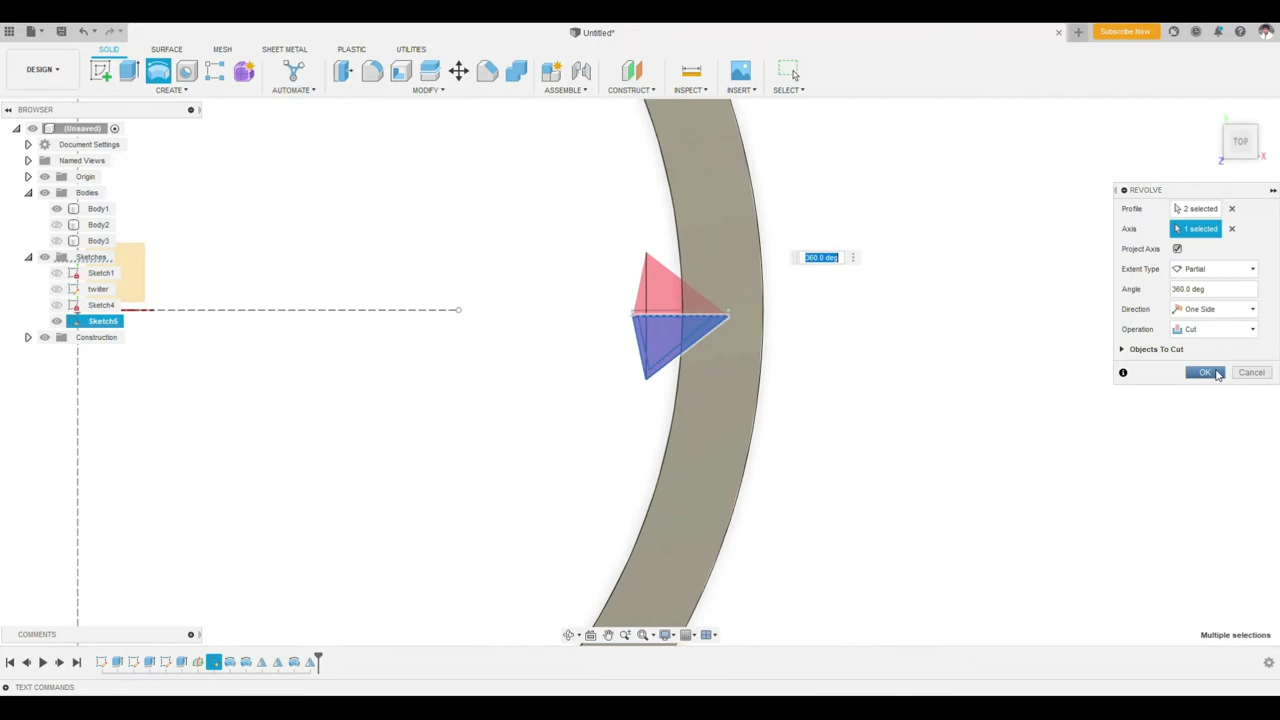 Untitled*
Subscribe Now
SOLID SURFACE MESH SHEET METAL PLASTIC UTILITIES
DESIGN
CREATE AUTOMATE MODIFY ASSEMBLE CONSTRUCT INSPECT INSERT SELECT
BROWSER
(Unsaved)
Document Settings
Named Views
Origin
Bodies
Body1
Body2
Body3
Sketches
Sketch1
twiiter
Sketch4
Sketch5
Construction
360.0 deg
TOP
Y
Z
X
REVOLVE
Profile 2 selected
Axis 1 selected
Project Axis
Extent Type Partial
Angle 360.0 deg
Direction One Side
Operation Cut
Objects To Cut
OK Cancel
COMMENTS
Multiple selections
TEXT COMMANDS